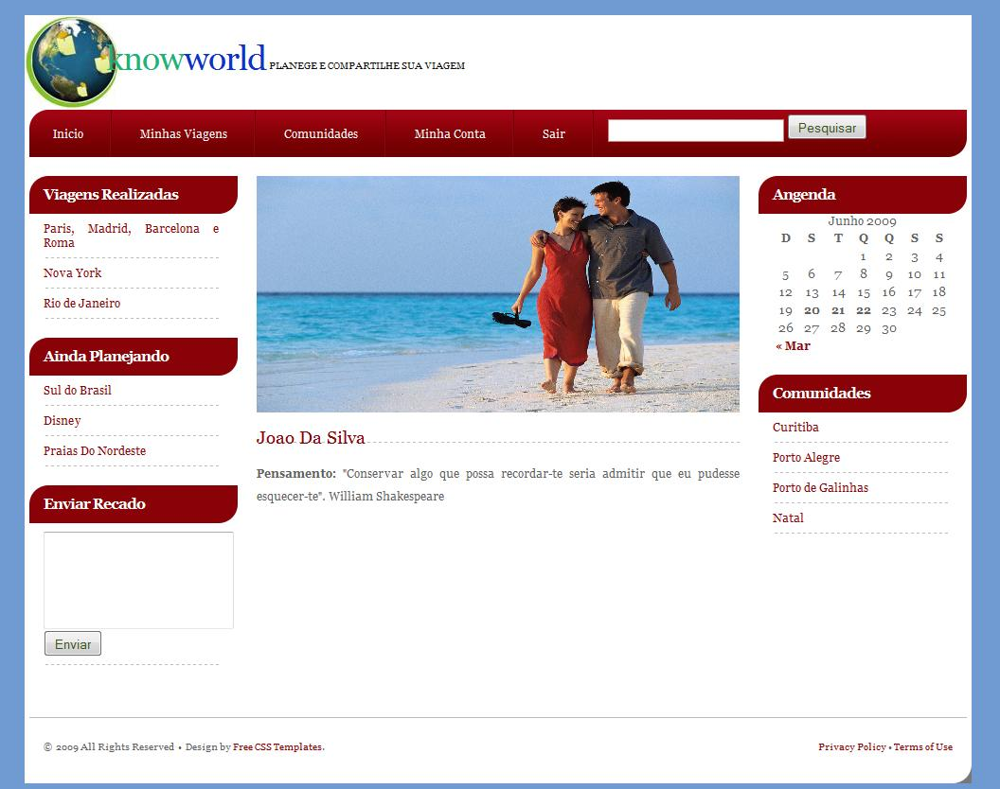 knowworld PLANEGE E COMPARTILHE SUA VIAGEM
Inicio Minhas Viagens Comunidades Minha Conta Sair Pesquisar
Viagens Realizadas
Paris, Madrid, Barcelona e
Roma
Nova York
Rio de Janeiro
Ainda Planejando
Sul do Brasil
Disney
Praias Do Nordeste
Enviar Recado
Enviar
Joao Da Silva
Pensamento: "Conservar algo que possa recordar-te seria admitir que eu pudesse
esquecer-te". William Shakespeare
Angenda
Junho 2009
D S T Q Q S S
1 2 3 4
5 6 7 8 9 10 11
12 13 14 15 16 17 18
19 20 21 22 23 24 25
26 27 28 29 30
« Mar
Comunidades
Curitiba
Porto Alegre
Porto de Galinhas
Natal
© 2009 All Rights Reserved • Design by Free CSS Templates.
Privacy Policy • Terms of Use